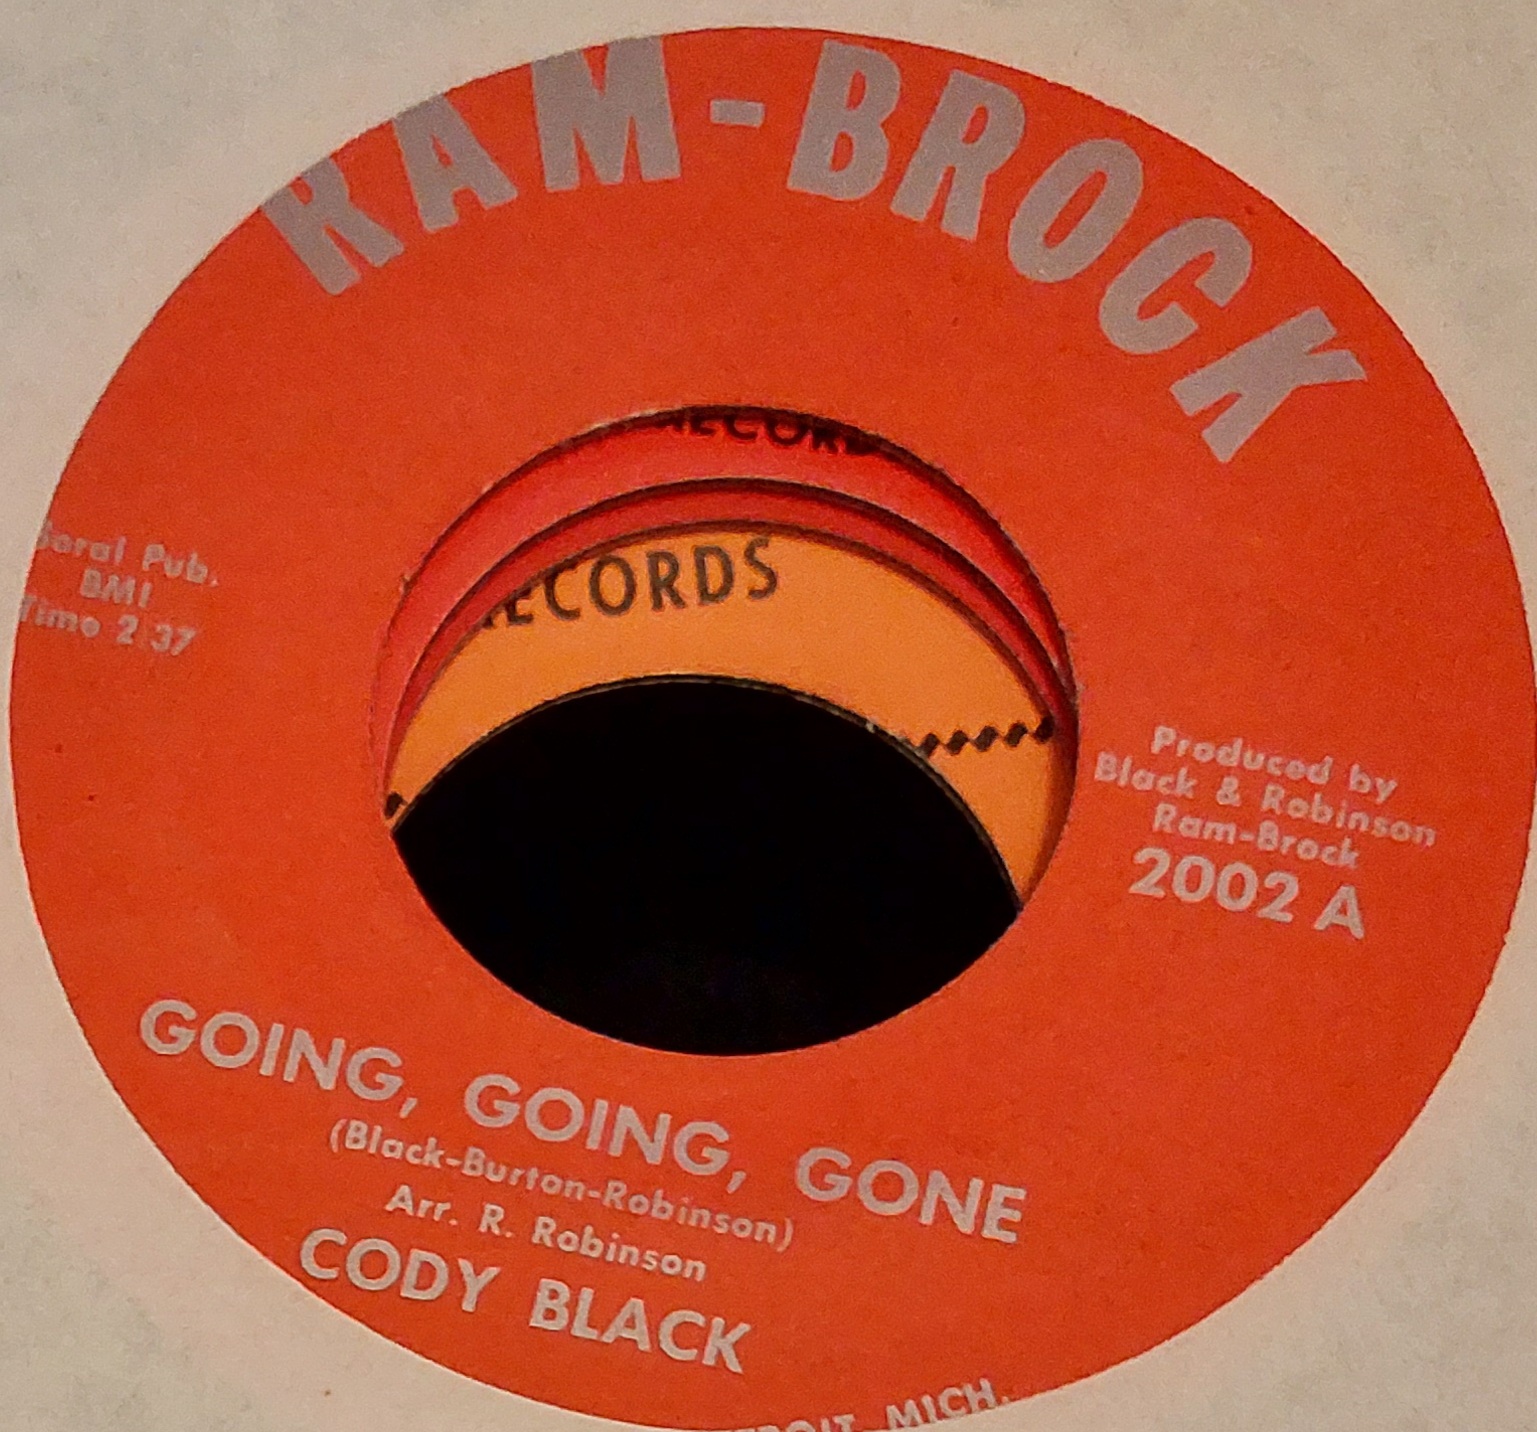 RAM-BROCK
RECORDS
Pub.
BMI
Time 2:37
Produced by
Black & Robinson
Ram-Brock
2002 A
GOING, GOING, GONE
(Black-Burton-Robinson)
Arr. R. Robinson
CODY BLACK
MICH.